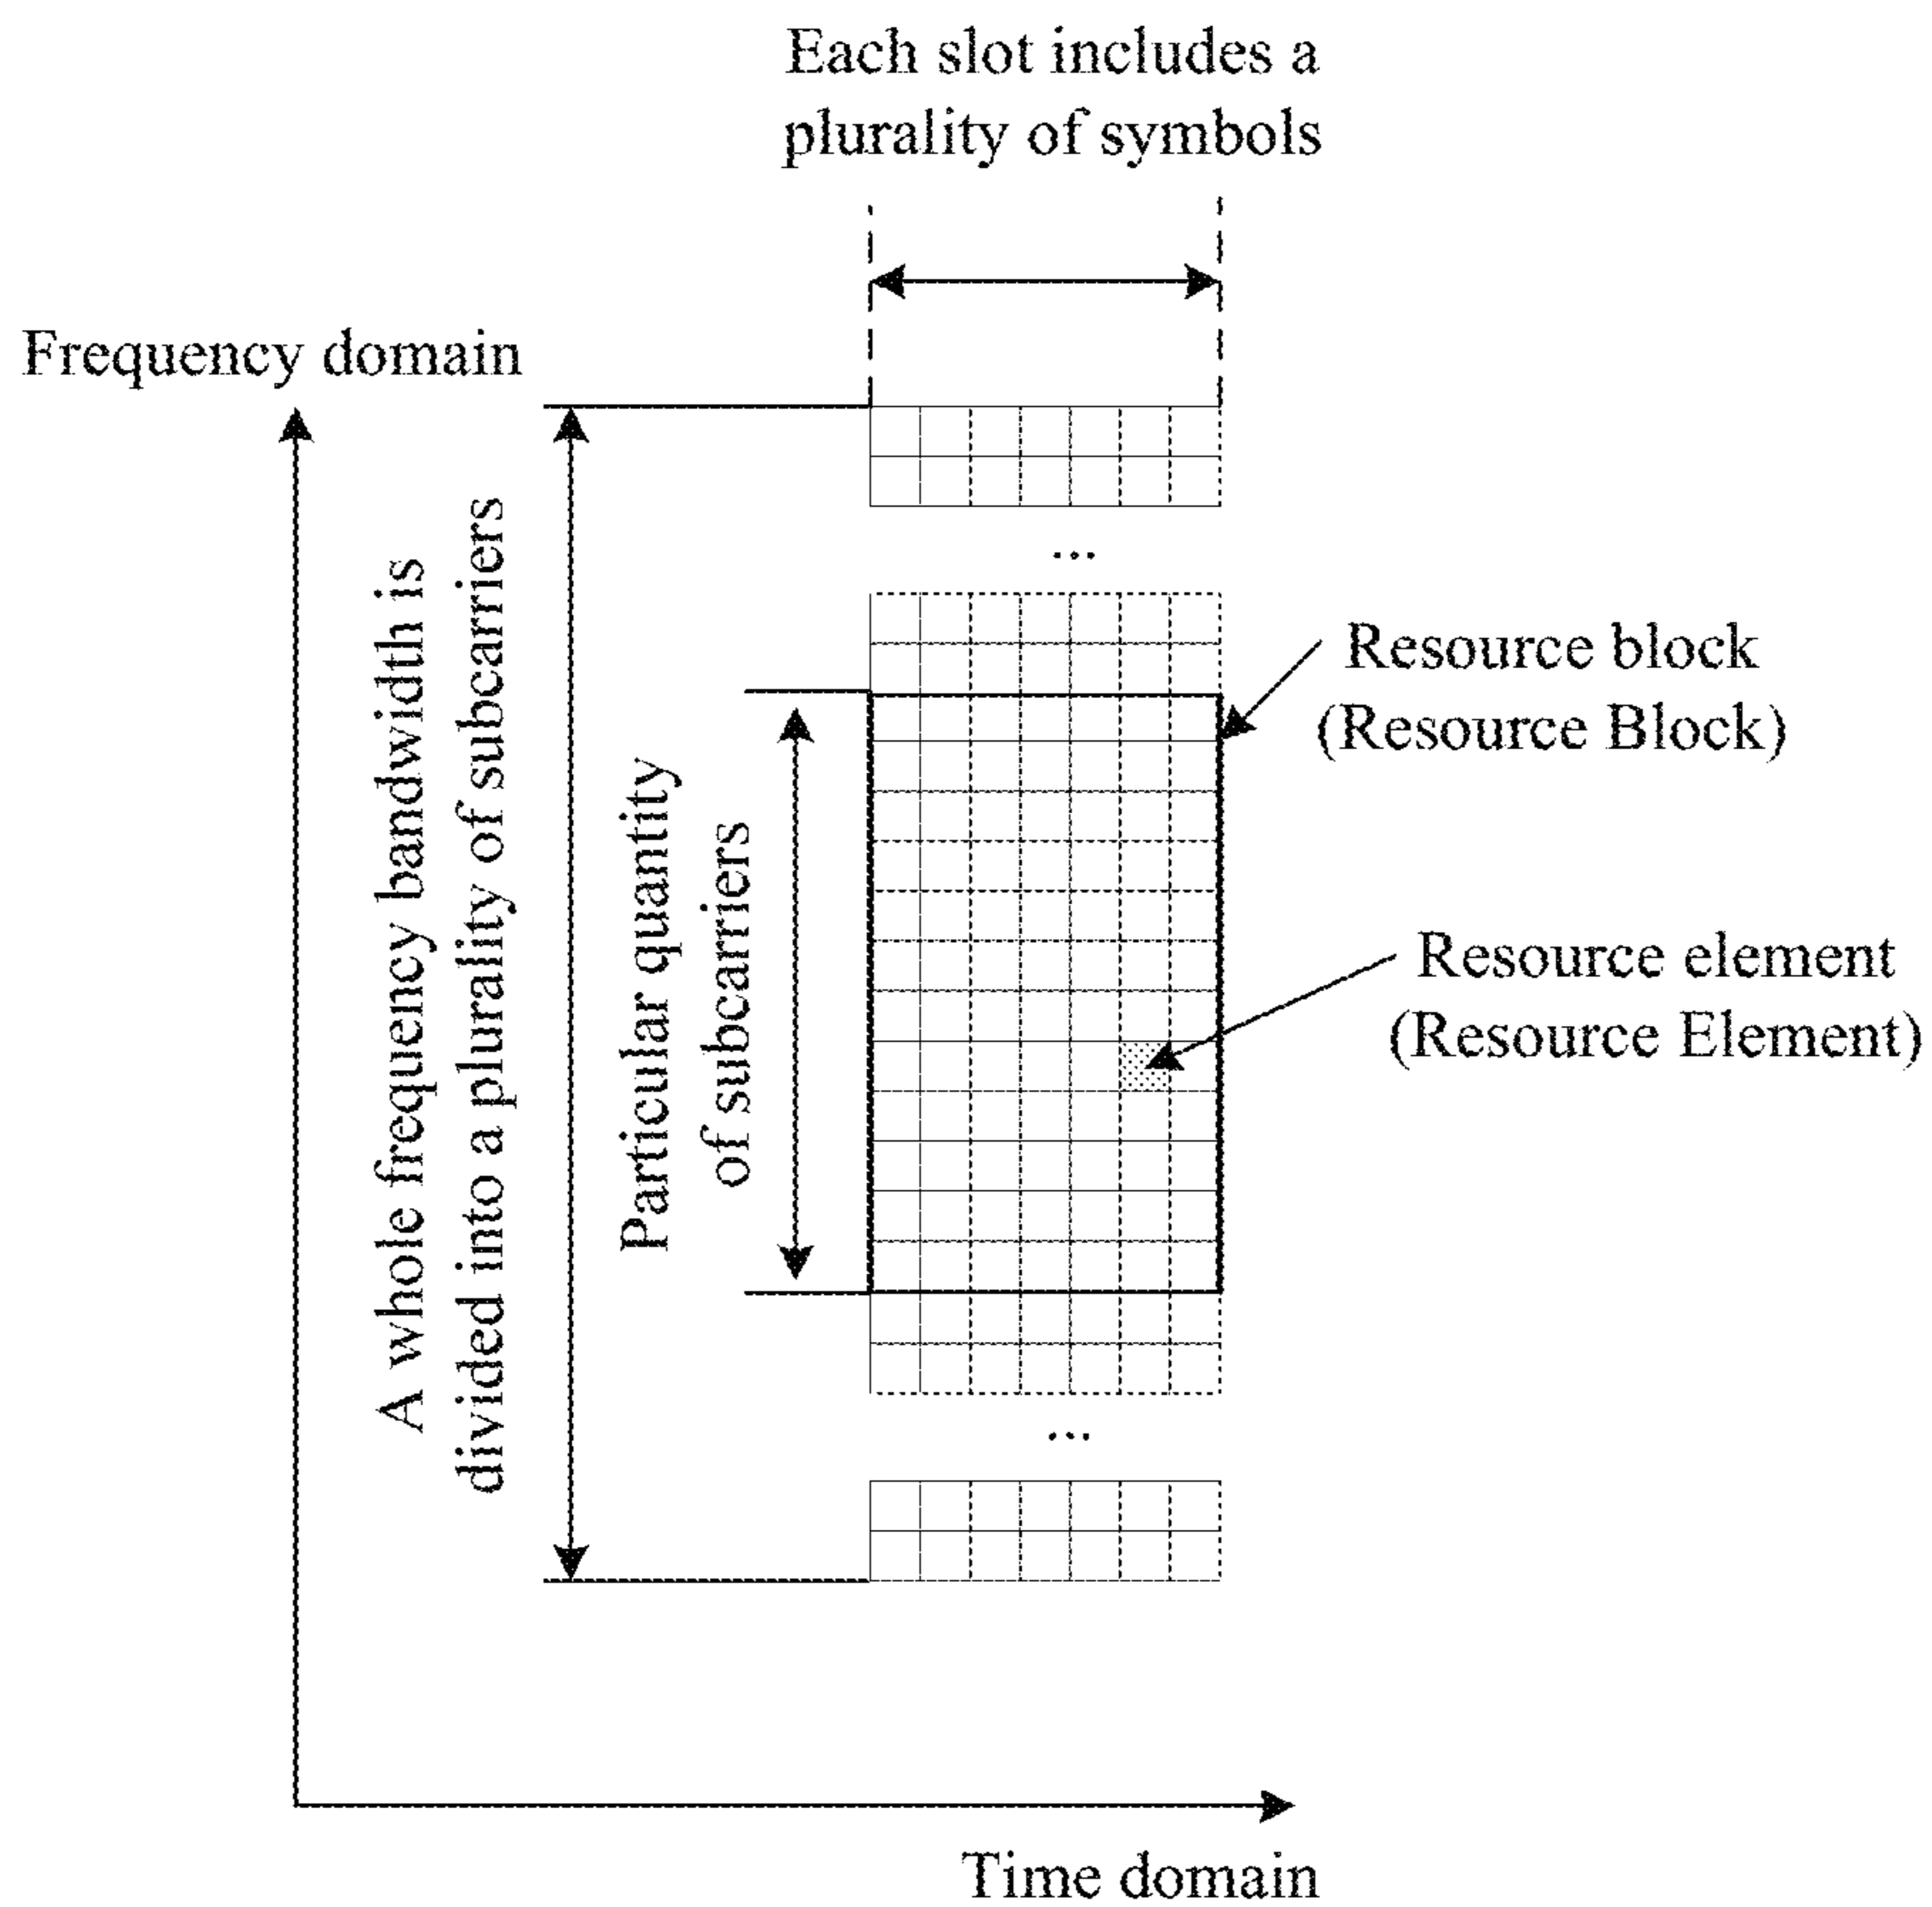 Each slot includes a
plurality of symbols
Frequency domain
A whole frequency bandwidth is
divided into a plurality of subcarriers
Particular quantity
of subcarriers
...
Resource block
(Resource Block)
Resource element
(Resource Element)
...
Time domain